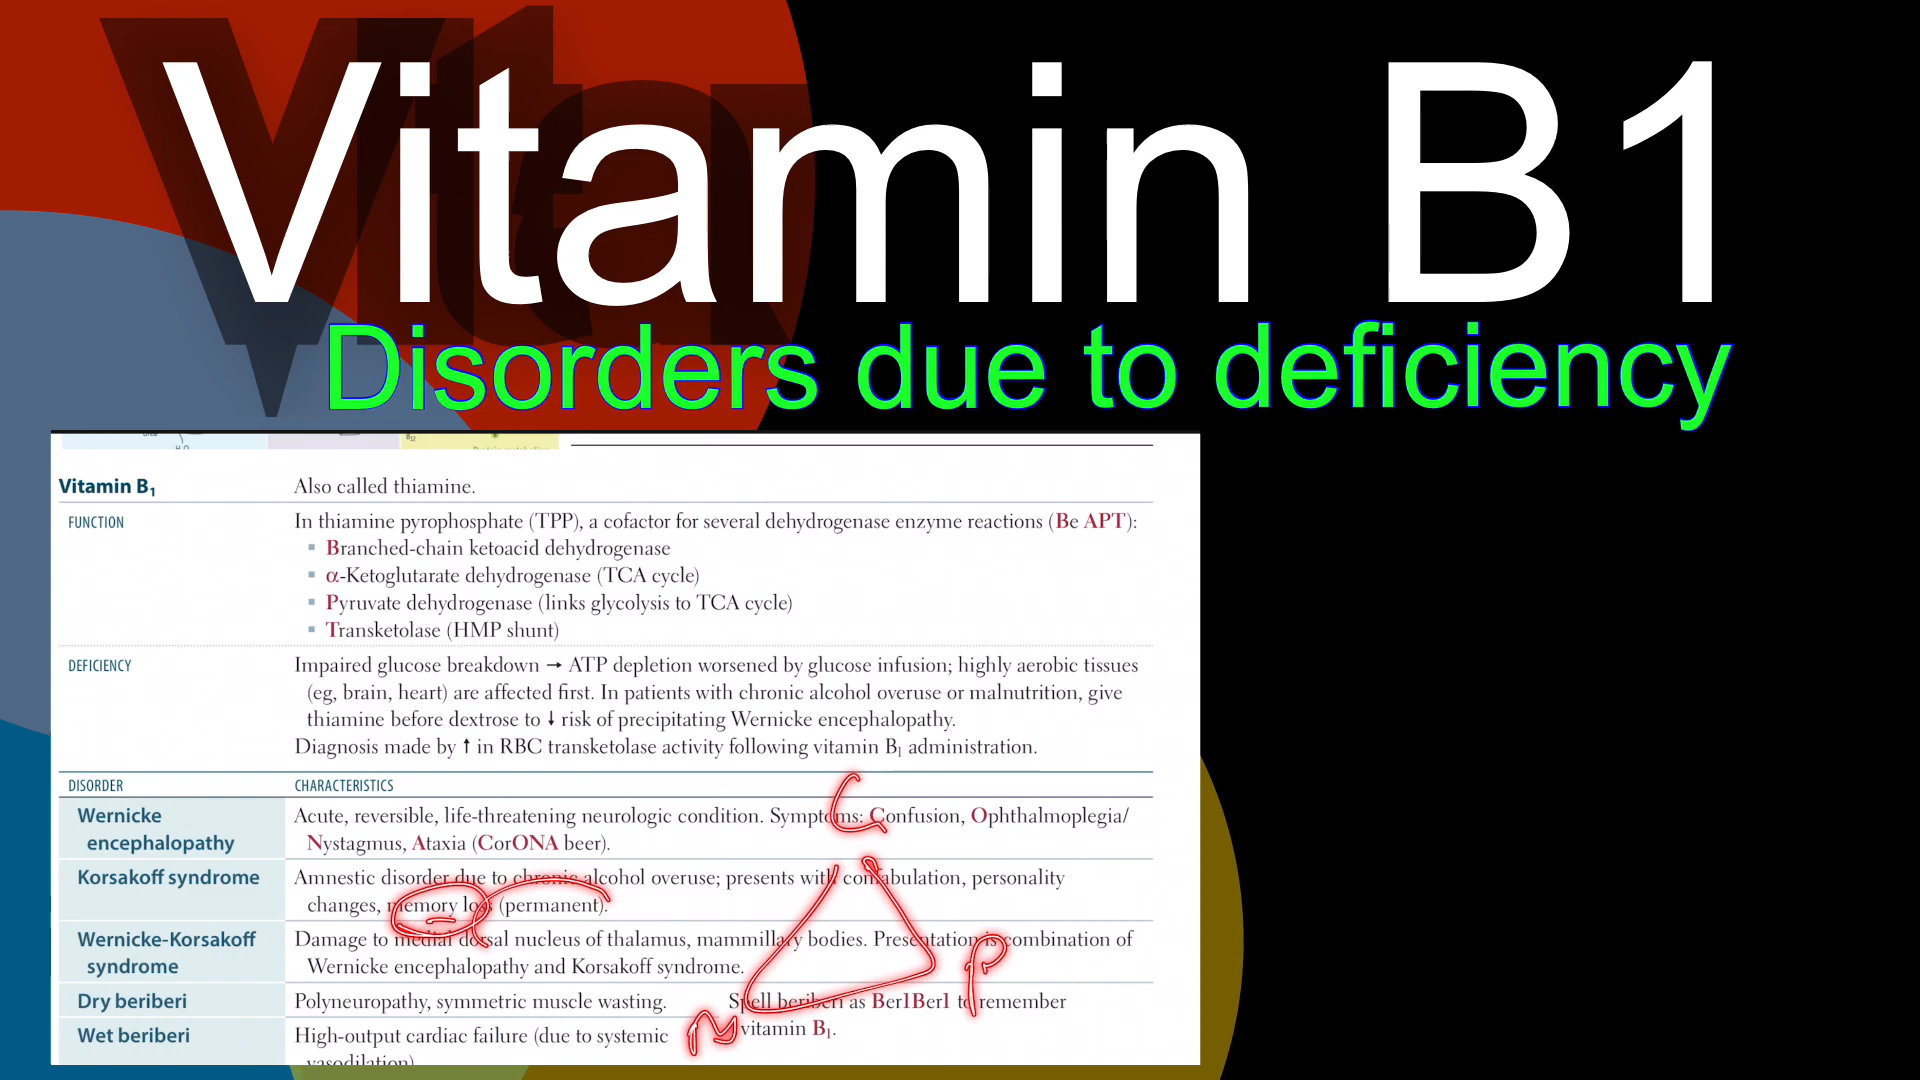 Vitamin B1
Disorders due to deficiency
B12
Vitamin B1 Also called thiamine.
FUNCTION In thiamine pyrophosphate (TPP), a cofactor for several dehydrogenase enzyme reactions (Be APT):
▪ Branched-chain ketoacid dehydrogenase
▪ α-Ketoglutarate dehydrogenase (TCA cycle)
▪ Pyruvate dehydrogenase (links glycolysis to TCA cycle)
▪ Transketolase (HMP shunt)
DEFICIENCY Impaired glucose breakdown → ATP depletion worsened by glucose infusion; highly aerobic tissues
(eg, brain, heart) are affected first. In patients with chronic alcohol overuse or malnutrition, give
thiamine before dextrose to ↓ risk of precipitating Wernicke encephalopathy.
Diagnosis made by ↑ in RBC transketolase activity following vitamin B1 administration.
DISORDER CHARACTERISTICS
Wernicke encephalopathy Acute, reversible, life-threatening neurologic condition. Symptoms: Confusion, Ophthalmoplegia/
Nystagmus, Ataxia (CorONA beer).
Korsakoff syndrome Amnestic disorder due to chronic alcohol overuse; presents with confabulation, personality
changes, memory loss (permanent).
Wernicke-Korsakoff syndrome Damage to medial dorsal nucleus of thalamus, mammillary bodies. Presentation is combination of
Wernicke encephalopathy and Korsakoff syndrome.
Dry beriberi Polyneuropathy, symmetric muscle wasting.
Spell beriberi as Ber1Ber1 to remember
vitamin B1.
Wet beriberi High-output cardiac failure (due to systemic
vasodilation)
C
P
N